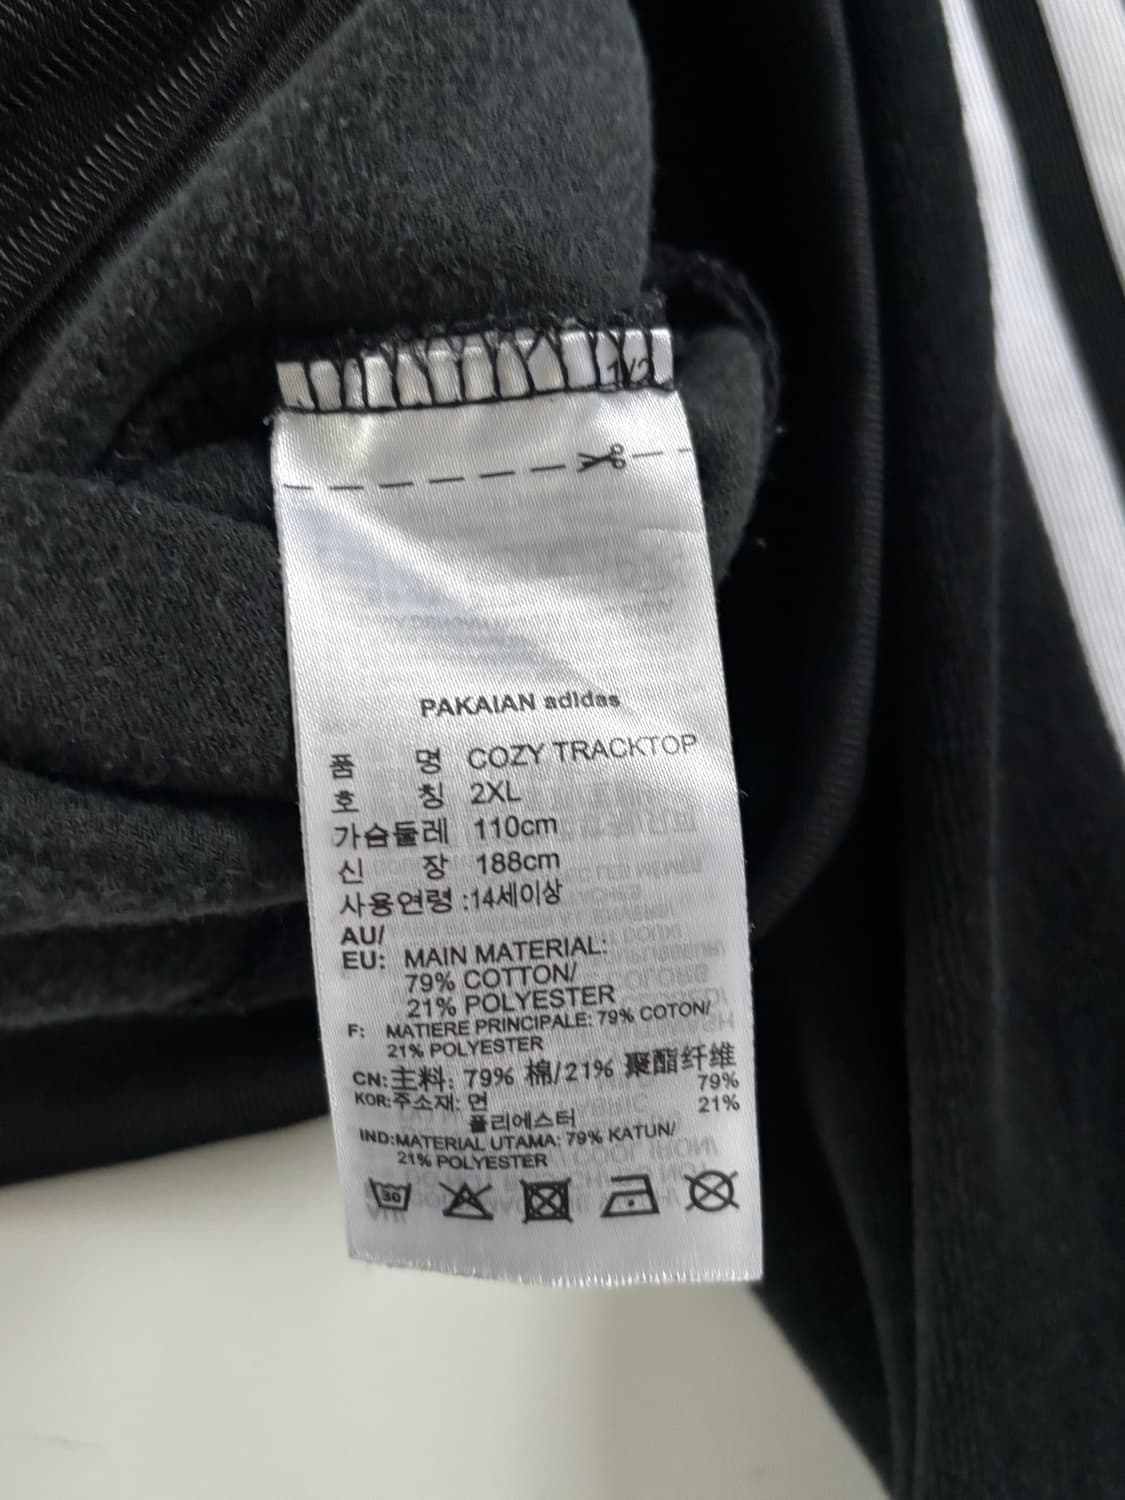 1/2
PAKAIAN adidas
품 명 COZY TRACKTOP
호 칭 2XL
가슴둘레 110cm
신 장 188cm
사용연령 :14세이상
AU/
EU: MAIN MATERIAL:
79% COTTON/
21% POLYESTER
F: MATIERE PRINCIPALE: 79% COTON/
21% POLYESTER
CN:主料: 79% 棉/21% 聚酯纤维
KOR:주소재: 면 79%
폴리에스터 21%
IND:MATERIAL UTAMA: 79% KATUN/
21% POLYESTER
30